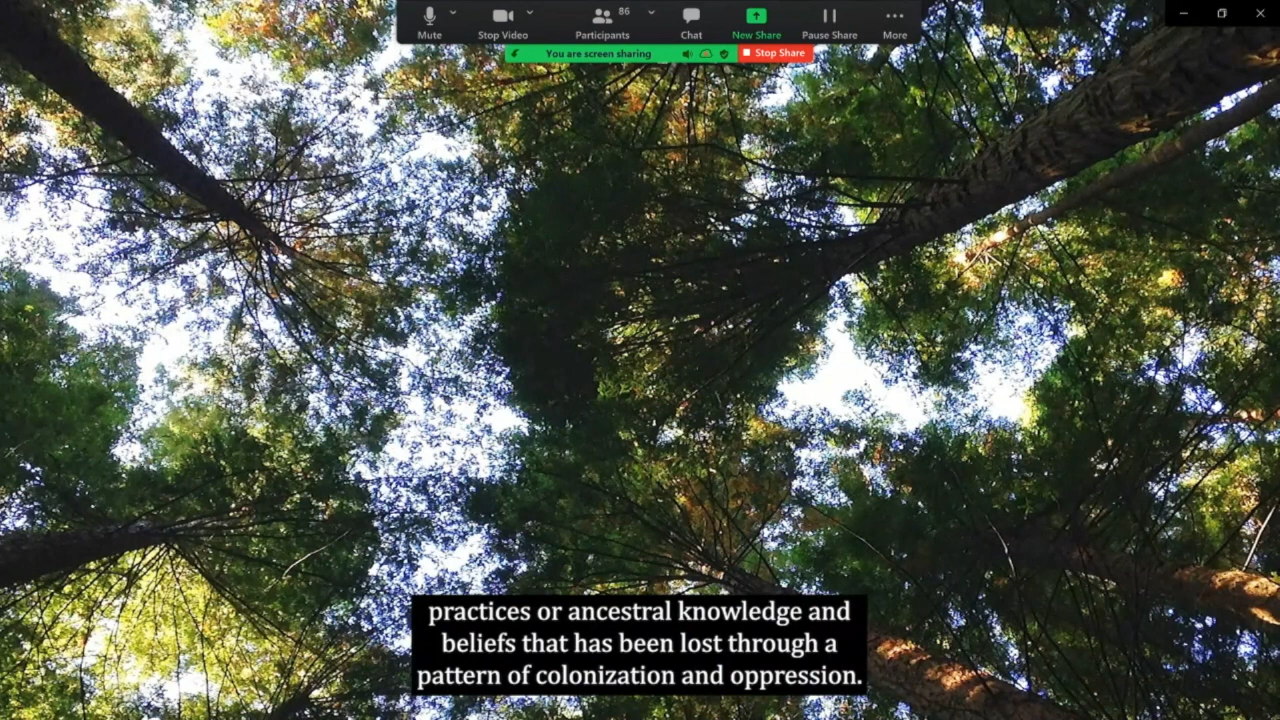 86
Mute
Stop Video
Participants
Chat
New Share
Pause Share
More
You are screen sharing
Stop Share
practices or ancestral knowledge and
beliefs that has been lost through a
pattern of colonization and oppression.